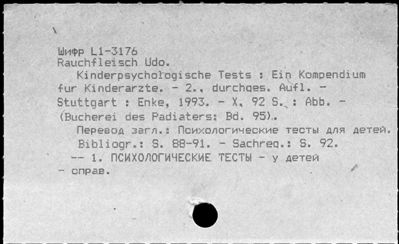 Шифр L1-3176
Rauchfleisch Udo.
Kinderpsychologische Tests : Ein Kompendium
fur Kinderarzte. - 2., durchges. Aufl. -
Stuttgart : Enke, 1993. - X, 92 S. : Abb. -
(Bucherei des Padiaters; Bd. 95).
Перевод загл.: Психологические тесты для детей.
Bibliogr.: S. 88-91. - Sachreg.: S. 92.
-- 1. ПСИХОЛОГИЧЕСКИЕ ТЕСТЫ - у детей
- справ.